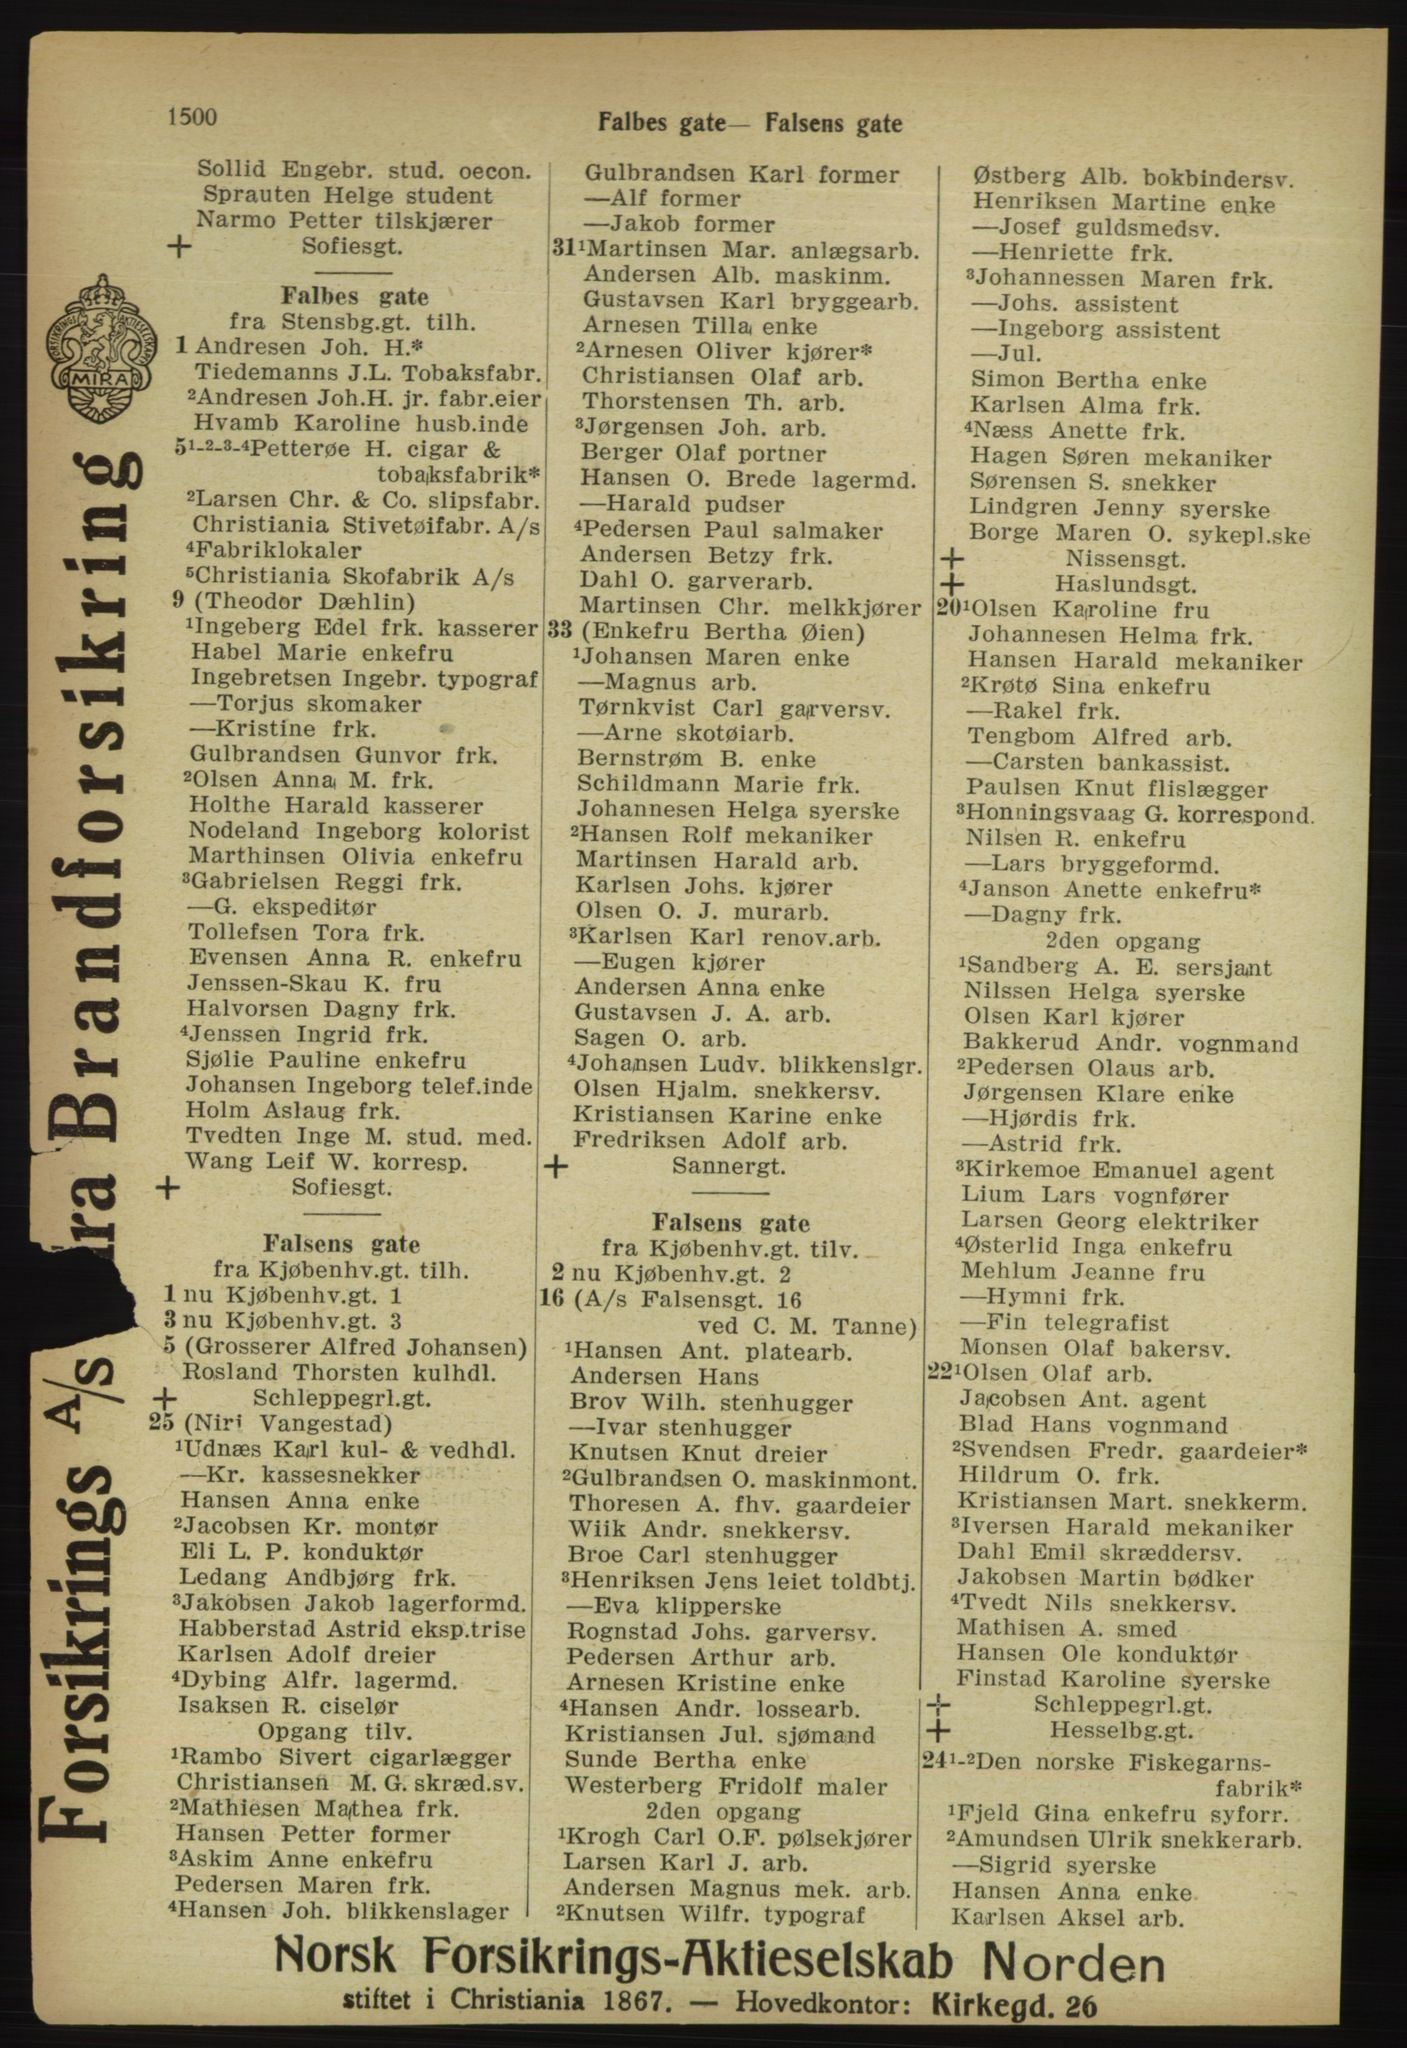 1500
Falbes gate— Falsens gate
Sollid Engebr. stud. oecon.
Sprauten Helge student
Narmo Petter tilskjærer
+ Sofiesgt.
Falbes gate
fra Stensbg.gt. tilh.
1 Andresen Joh. H.*
Tiedemanns J.L. Tobaksfabr.
²Andresen Joh.H. jr. fabr.eier
Hvamb Karoline husb.inde
5¹-²-³-⁴Petterøe H. cigar &
tobaksfabrik*
²Larsen Chr. & Co. slipsfabr.
Christiania Stivetøifabr. A/s
⁴Fabriklokaler
⁵Christiania Skofabrik A/s
9 (Theodor Dæhlin)
¹Ingeberg Edel frk. kasserer
Habel Marie enkefru
Ingebretsen Ingebr. typograf
—Torjus skomaker
—Kristine frk.
Gulbrandsen Gunvor frk.
²Olsen Anna M. frk.
Holthe Harald kasserer
Nodeland Ingeborg kolorist
Marthinsen Olivia enkefru
³Gabrielsen Reggi frk.
—G. ekspeditør
Tollefsen Tora frk.
Evensen Anna R. enkefru
Jenssen-Skau K. fru
Halvorsen Dagny frk.
⁴Jenssen Ingrid frk.
Sjølie Pauline enkefru
Johansen Ingeborg telef.inde
Holm Aslaug frk.
Tvedten Inge M. stud. med.
Wang Leif W. korresp.
+ Sofiesgt.
Falsens gate
fra Kjøbenhv.gt. tilh.
1 nu Kjøbenhv.gt. 1
3 nu Kjøbenhv.gt. 3
5 (Grosserer Alfred Johansen)
Rosland Thorsten kulhdl.
+ Schleppegrl.gt.
25 (Niri Vangestad)
¹Udnæs Karl kul- & vedhdl.
—Kr. kassesnekker
Hansen Anna enke
²Jacobsen Kr. montør
Eli L. P. konduktør
Ledang Andbjørg frk.
³Jakobsen Jakob lagerformd.
Habberstad Astrid eksp.trise
Karlsen Adolf dreier
⁴Dybing Alfr. lagermd.
Isaksen R. ciselør
Opgang tilv.
¹Rambo Sivert cigarlægger
Christiansen M. G. skræd.sv.
²Mathiesen Mathea frk.
Hansen Petter former
³Askim Anne enkefru
Pedersen Maren frk.
⁴Hansen Joh. blikkenslager
Gulbrandsen Karl former
—Alf former
—Jakob former
31¹Martinsen Mar. anlægsarb.
Andersen Alb. maskinm.
Gustavsen Karl bryggearb.
Arnesen Tilla enke
²Arnesen Oliver kjører*
Christiansen Olaf arb.
Thorstensen Th. arb.
³Jørgensen Joh. arb.
Berger Olaf portner
Hansen O. Brede lagermd.
—Harald pudser
⁴Pedersen Paul salmaker
Andersen Betzy frk.
Dahl O. garverarb.
Martinsen Chr. melkkjører
33 (Enkefru Bertha Øien)
¹Johansen Maren enke
—Magnus arb.
Tørnkvist Carl garversv.
—Arne skotøiarb.
Bernstrøm B. enke
Schildmann Marie frk.
Johannesen Helga syerske
²Hansen Rolf mekaniker
Martinsen Harald arb.
Karlsen Johs. kjører
Olsen O. J. murarb.
³Karlsen Karl renov.arb.
—Eugen kjører
Andersen Anna enke
Gustavsen J. A. arb.
Sagen O. arb.
⁴Johansen Ludv. blikkenslgr.
Olsen Hjalm. snekkersv.
Kristiansen Karine enke
Fredriksen Adolf arb.
+ Sannergt.
Falsens gate
fra Kjøbenhv.gt. tilv.
2 nu Kjøbenhv.gt. 2
16 (A/s Falsensgt. 16
ved C. M. Tanne)
¹Hansen Ant. platearb.
Andersen Hans
Brov Wilh. stenhugger
—Ivar stenhugger
Knutsen Knut dreier
²Gulbrandsen O. maskinmont.
Thoresen A. fhv. gaardeier
Wiik Andr. snekkersv.
Broe Carl stenhugger
³Henriksen Jens leiet toldbtj.
—Eva klipperske
Rognstad Johs. garversv.
Pedersen Arthur arb.
Arnesen Kristine enke
⁴Hansen Andr. lossearb.
Kristiansen Jul. sjømand
Sunde Bertha enke
Westerberg Fridolf maler
2den opgang
¹Krogh Carl O.F. pølsekjører
Larsen Karl J. arb.
Andersen Magnus mek. arb.
²Knutsen Wilfr. typograf
Østberg Alb. bokbindersv.
Henriksen Martine enke
—Josef guldsmedsv.
—Henriette frk.
³Johannessen Maren frk.
—Johs. assistent
—Ingeborg assistent
—Jul.
Simon Bertha enke
Karlsen Alma frk.
⁴Næss Anette frk.
Hagen Søren mekaniker
Sørensen S. snekker
Lindgren Jenny syerske
Borge Maren O. sykepl.ske
+ Nissensgt.
+ Haslundsgt.
20¹Olsen Karoline fru
Johannesen Helma frk.
Hansen Harald mekaniker
²Krøtø Sina enkefru
—Rakel frk.
Tengbom Alfred arb.
—Carsten bankassist.
Paulsen Knut flislægger
³Honningsvaag G. korrespond.
Nilsen R. enkefru
—Lars bryggeformd.
⁴Janson Anette enkefru*
—Dagny frk.
2den opgang
¹Sandberg A. E. sersjant
Nilssen Helga syerske
Olsen Karl kjører
Bakkerud Andr. vognmand
²Pedersen Olaus arb.
Jørgensen Klare enke
—Hjørdis frk.
—Astrid frk.
³Kirkemoe Emanuel agent
Lium Lars vognfører
Larsen Georg elektriker
⁴Østerlid Inga enkefru
Mehlum Jeanne fru
—Hymni frk.
—Fin telegrafist
Monsen Olaf bakersv.
22¹Olsen Olaf arb.
Jacobsen Ant. agent
Blad Hans vognmand
²Svendsen Fredr. gaardeier*
Hildrum O. frk.
Kristiansen Mart. snekkerm.
³Iversen Harald mekaniker
Dahl Emil skræddersv.
Jakobsen Martin bødker
⁴Tvedt Nils snekkersv.
Mathisen A. smed
Hansen Ole konduktør
Finstad Karoline syerske
+ Schleppegrl.gt.
+ Hesselbg.gt.
24¹-²Den norske Fiskegarns-
fabrik*
¹Fjeld Gina enkefru syforr.
²Amundsen Ulrik snekkerarb.
—Sigrid syerske
Hansen Anna enke
Karlsen Aksel arb.
Forsikrings A/s Mira Brandforsikring
MIRA
Norsk Forsikrings-Aktieselskab Norden
stiftet i Christiania 1867. — Hovedkontor: Kirkegd. 26